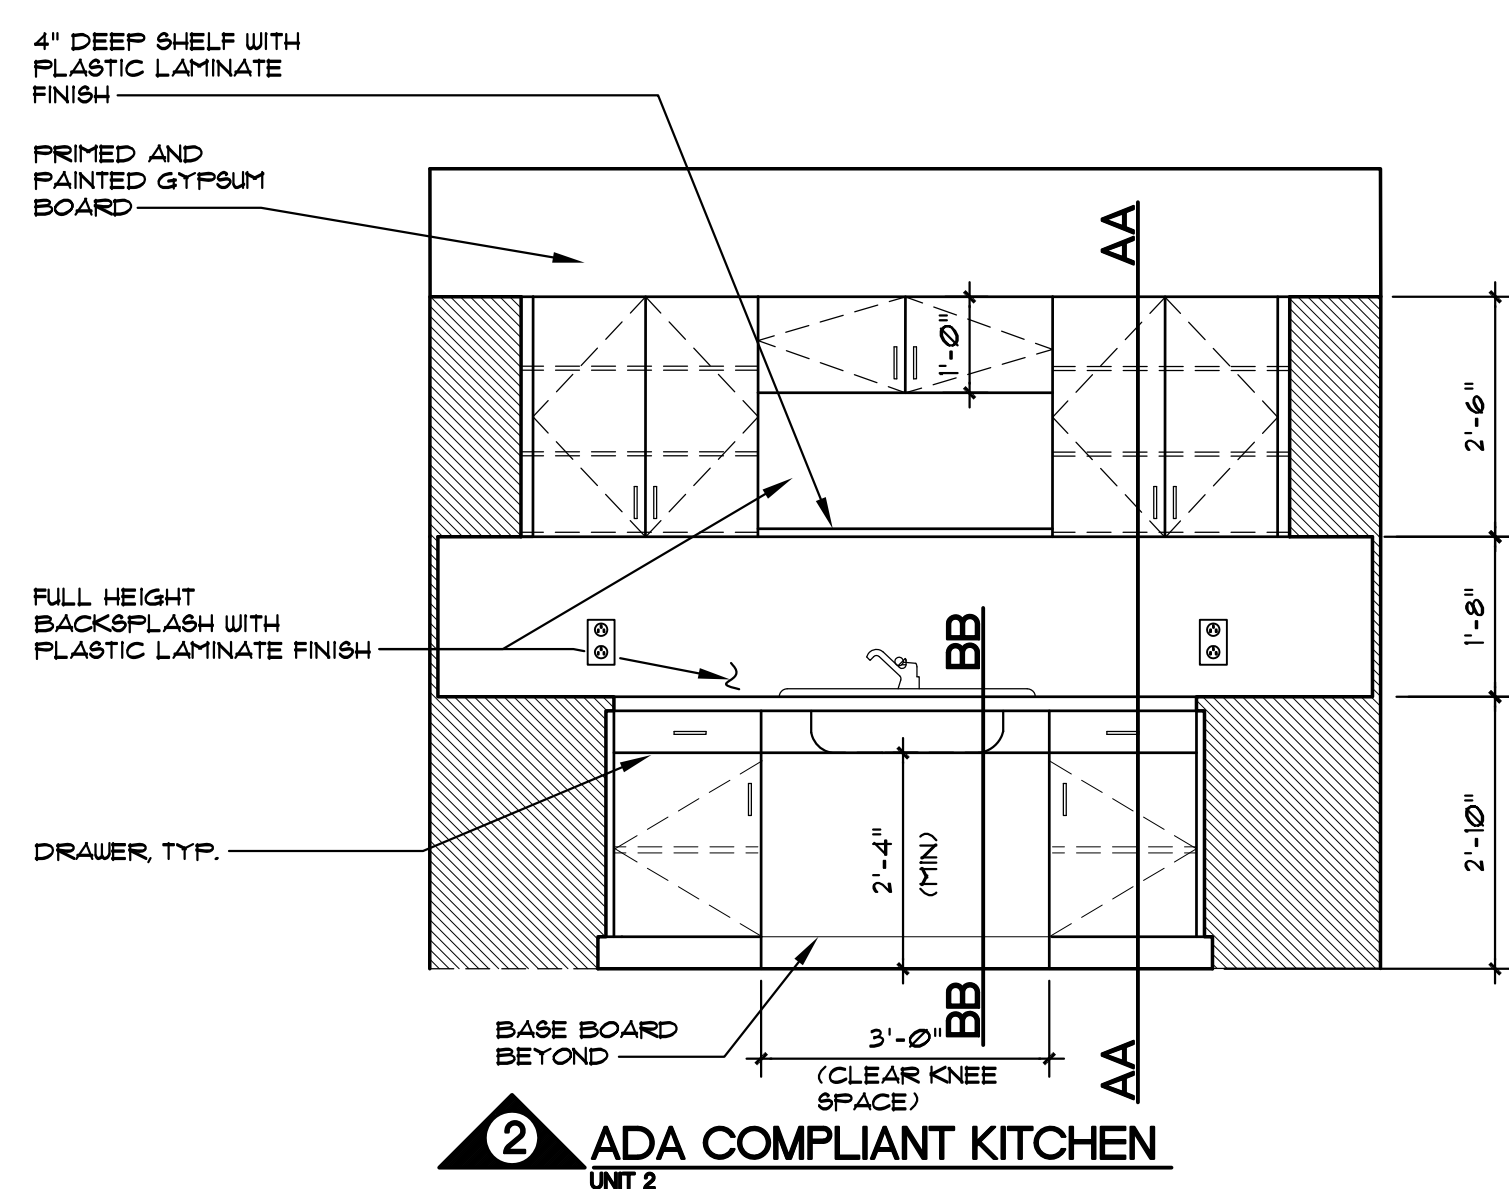 4" DEEP SHELF WITH
PLASTIC LAMINATE
FINISH
PRIMED AND
PAINTED GYPSUM
BOARD
AA
1'-0"
2'-6"
FULL HEIGHT
BACKSPLASH WITH
PLASTIC LAMINATE FINISH
BB
1'-8"
DRAWER, TYP.
2'-4"
(MIN)
2'-10"
BASE BOARD
BEYOND
3'-0"
BB
(CLEAR KNEE
SPACE)
AA
2
ADA COMPLIANT KITCHEN
UNIT 2